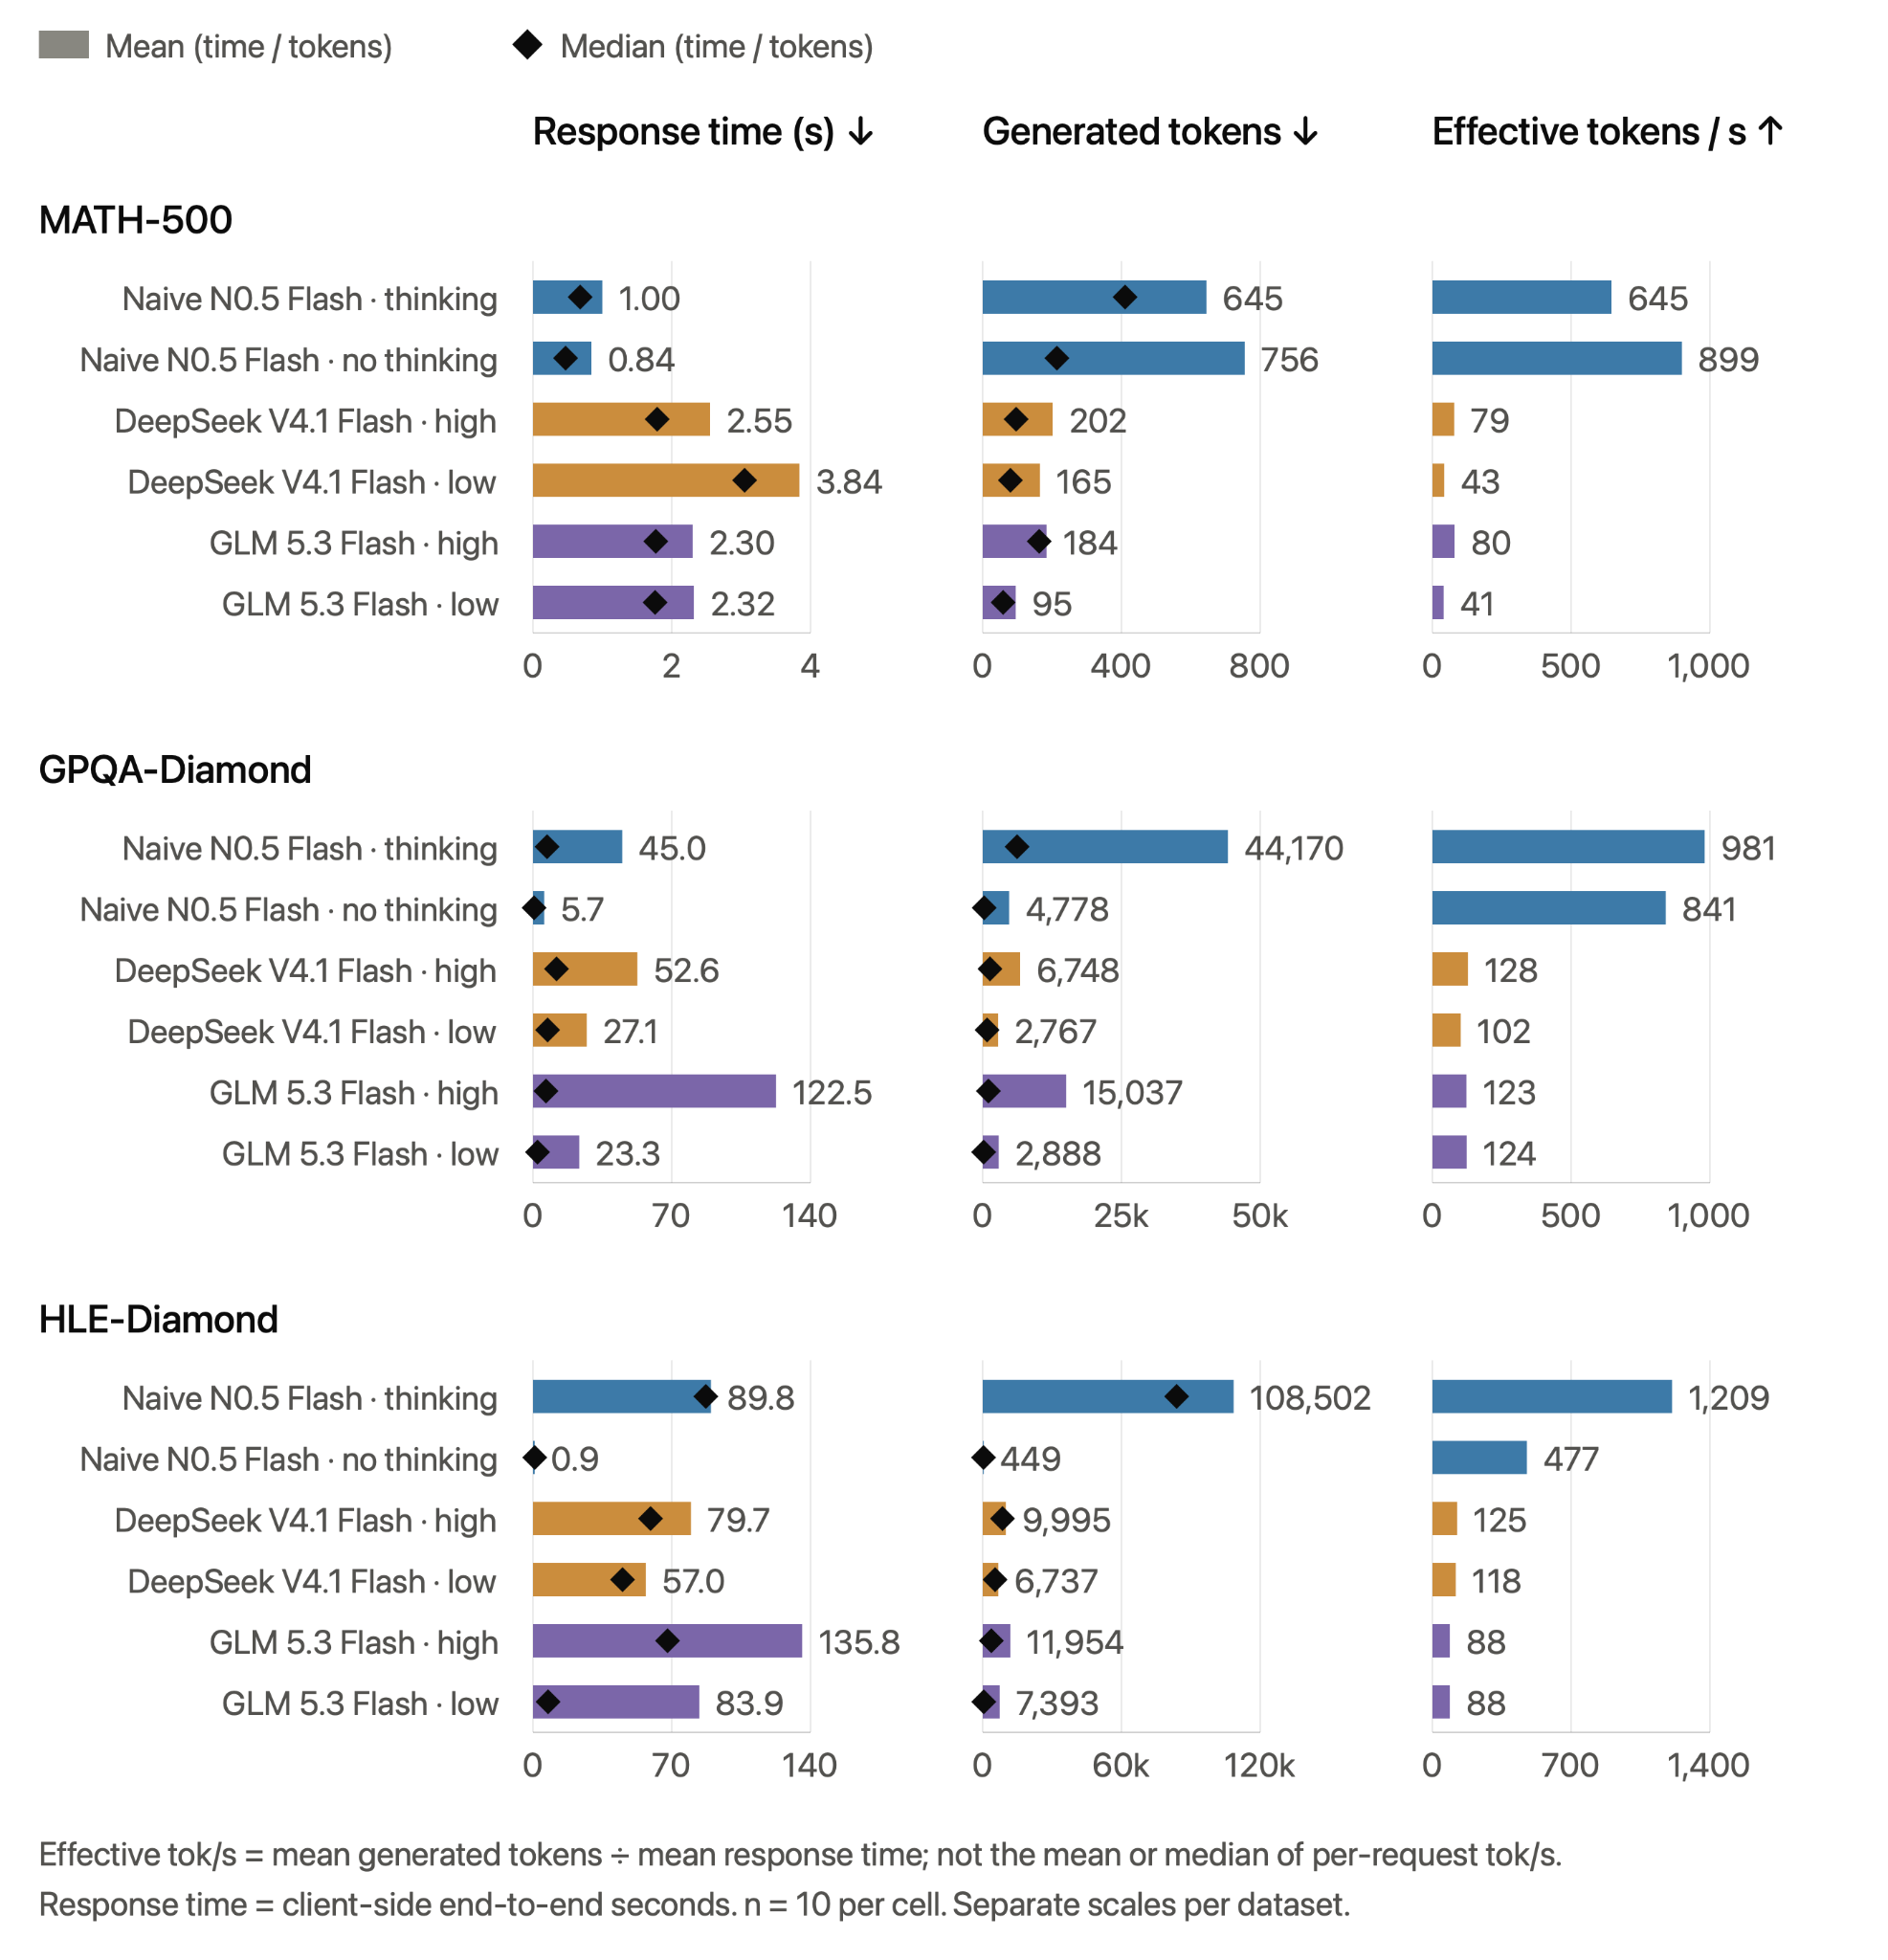 Mean (time / tokens) Median (time / tokens)
Response time (s) ↓ Generated tokens ↓ Effective tokens / s ↑
MATH-500
Naive N0.5 Flash · thinking 1.00 645 645
Naive N0.5 Flash · no thinking 0.84 756 899
DeepSeek V4.1 Flash · high 2.55 202 79
DeepSeek V4.1 Flash · low 3.84 165 43
GLM 5.3 Flash · high 2.30 184 80
GLM 5.3 Flash · low 2.32 95 41
0 2 4 0 400 800 0 500 1,000
GPQA-Diamond
Naive N0.5 Flash · thinking 45.0 44,170 981
Naive N0.5 Flash · no thinking 5.7 4,778 841
DeepSeek V4.1 Flash · high 52.6 6,748 128
DeepSeek V4.1 Flash · low 27.1 2,767 102
GLM 5.3 Flash · high 122.5 15,037 123
GLM 5.3 Flash · low 23.3 2,888 124
0 70 140 0 25k 50k 0 500 1,000
HLE-Diamond
Naive N0.5 Flash · thinking 89.8 108,502 1,209
Naive N0.5 Flash · no thinking 0.9 449 477
DeepSeek V4.1 Flash · high 79.7 9,995 125
DeepSeek V4.1 Flash · low 57.0 6,737 118
GLM 5.3 Flash · high 135.8 11,954 88
GLM 5.3 Flash · low 83.9 7,393 88
0 70 140 0 60k 120k 0 700 1,400
Effective tok/s = mean generated tokens ÷ mean response time; not the mean or median of per-request tok/s.
Response time = client-side end-to-end seconds. n = 10 per cell. Separate scales per dataset.